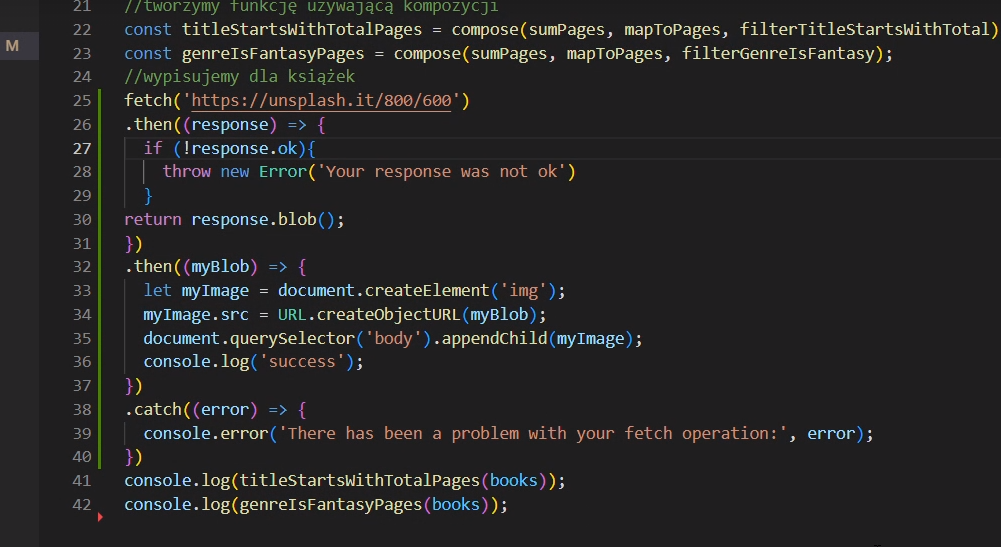 21 //tworzymy funkcję używającą kompozycji
22 const titleStartsWithTotalPages = compose(sumPages, mapToPages, filterTitleStartsWithTotal)
M
23 const genreIsFantasyPages = compose(sumPages, mapToPages, filterGenreIsFantasy);
24 //wypisujemy dla książek
25 fetch('https://unsplash.it/800/600')
26 .then((response) => {
27 if (!response.ok){
28 throw new Error('Your response was not ok')
29 }
30 return response.blob();
31 })
32 .then((myBlob) => {
33 let myImage = document.createElement('img');
34 myImage.src = URL.createObjectURL(myBlob);
35 document.querySelector('body').appendChild(myImage);
36 console.log('success');
37 })
38 .catch((error) => {
39 console.error('There has been a problem with your fetch operation:', error);
40 })
41 console.log(titleStartsWithTotalPages(books));
42 console.log(genreIsFantasyPages(books));